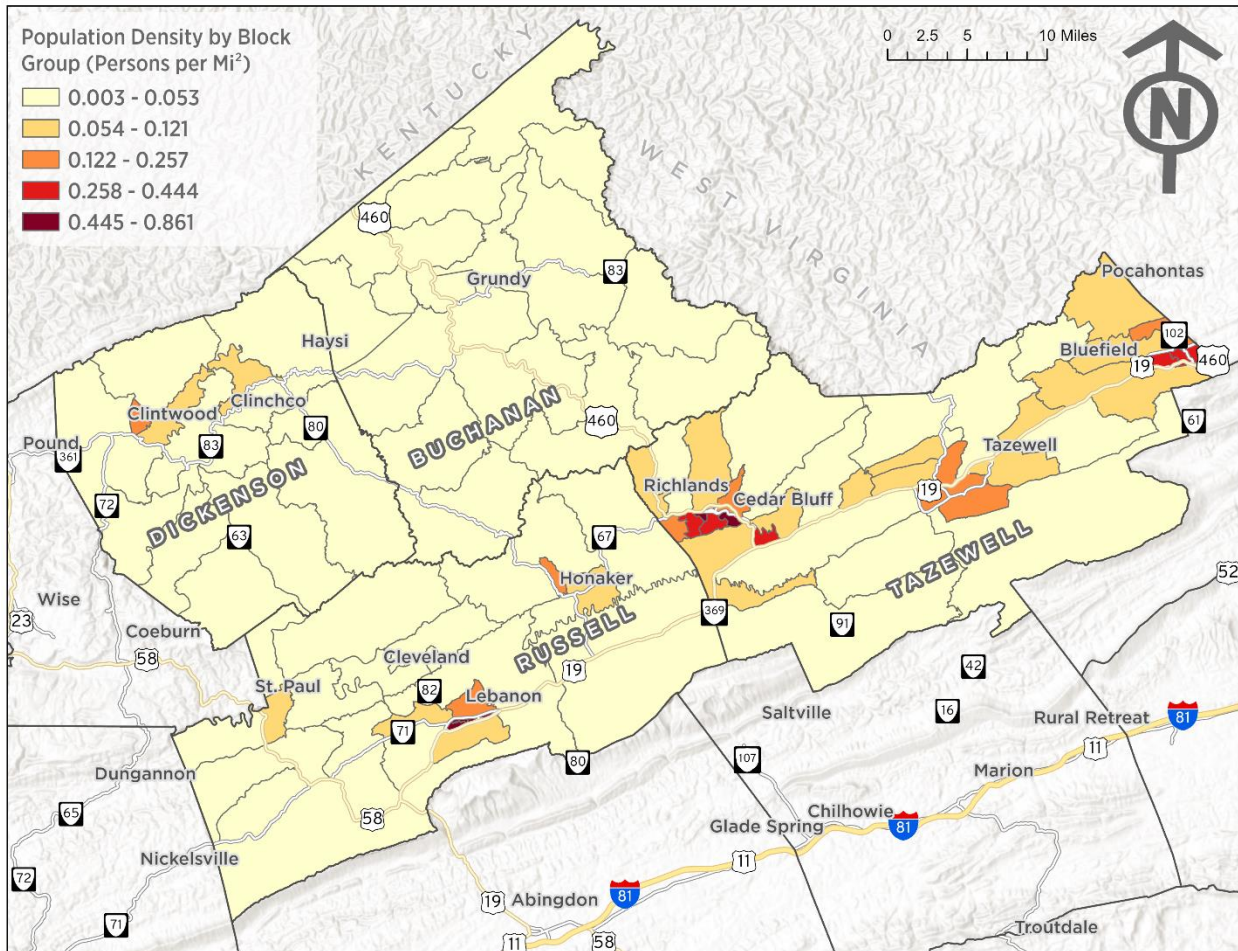 Population Density by Block
Group (Persons per Mi²)
0.003 - 0.053
0.054 - 0.121
0.122 - 0.257
0.258 - 0.444
0.445 - 0.861
0 2.5 5 10 Miles
N
KENTUCKY
WEST VIRGINIA
460
Grundy
83
Pocahontas
102
Bluefield
19
460
Haysi
Clinchco
Clintwood
83
80
BUCHANAN
460
61
Pound
361
72
DICKENSON
63
Tazewell
19
Richlands
Cedar Bluff
67
Honaker
TAZEWELL
52
Wise
23
Coeburn
58
369
91
RUSSELL
19
Cleveland
82
St. Paul
Lebanon
71
42
16
Saltville
Rural Retreat
81
11
80
107
Dungannon
65
58
Marion
Chilhowie
81
Glade Spring
11
Nickelsville
72
71
19
Abingdon
81
11
58
Troutdale